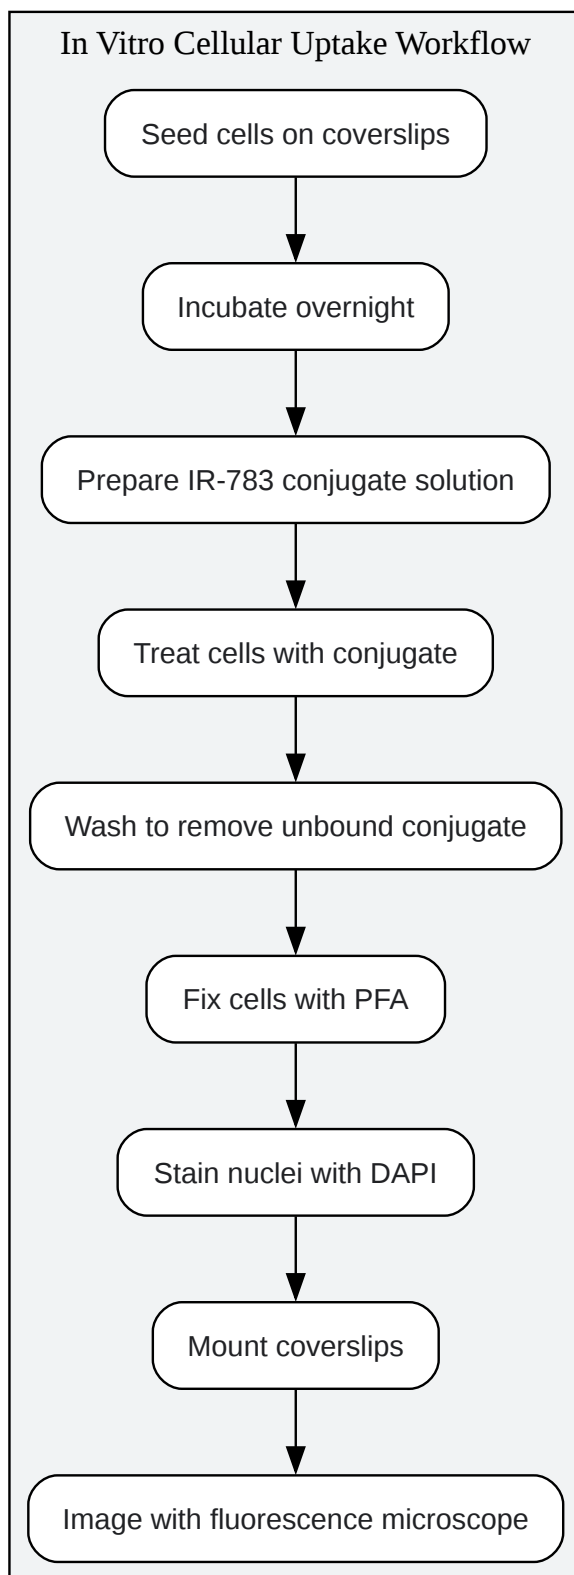 In Vitro Cellular Uptake Workflow
Seed cells on coverslips
Incubate overnight
Prepare IR-783 conjugate solution
Treat cells with conjugate
Wash to remove unbound conjugate
Fix cells with PFA
Stain nuclei with DAPI
Mount coverslips
Image with fluorescence microscope